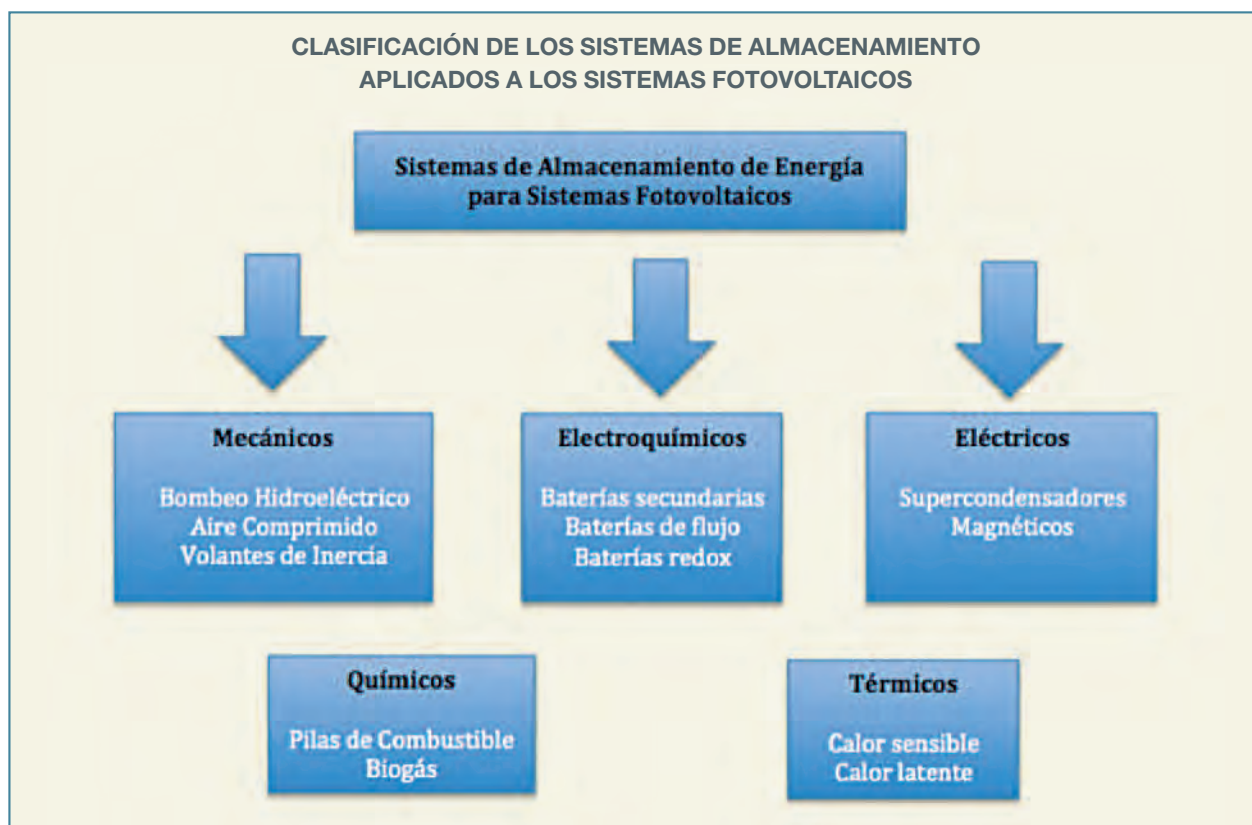 CLASIFICACIÓN DE LOS SISTEMAS DE ALMACENAMIENTO
APLICADOS A LOS SISTEMAS FOTOVOLTAICOS
Sistemas de Almacenamiento de Energía
para Sistemas Fotovoltaicos
Mecánicos
Bombeo Hidroeléctrico
Aire Comprimido
Volantes de Inercia
Electroquímicos
Baterías secundarias
Baterías de flujo
Baterías redox
Eléctricos
Supercondensadores
Magnéticos
Químicos
Pilas de Combustible
Biogás
Térmicos
Calor sensible
Calor latente